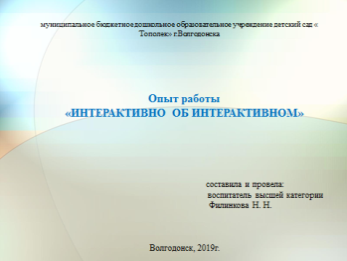 муниципальное бюджетное дошкольное образовательное учреждение детский сад «
Тополек» г.Волгодонска
Опыт работы
«ИНТЕРАКТИВНО ОБ ИНТЕРАКТИВНОМ»
составила и провела:
воспитатель высшей категории
Филинкова Н. Н.
Волгодонск, 2019г.